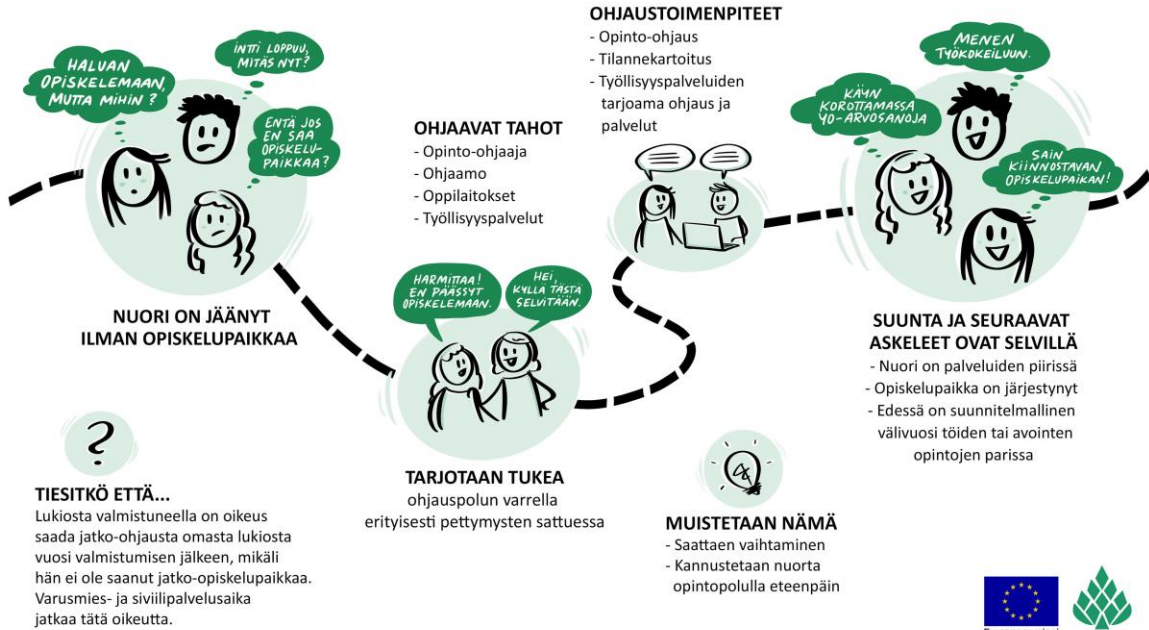 HALUAN
OPISKELEMAAN,
MUTTA MIHIN?
INTTI LOPPUU,
MITÄS NYT?
ENTÄ JOS
EN SAA
OPISKELU-
PAIKKAA?
NUORI ON JÄÄNYT
ILMAN OPISKELUPAIKKAA
OHJAAVAT TAHOT
- Opinto-ohjaaja
- Ohjaamo
- Oppilaitokset
- Työllisyyspalvelut
HARMITTAA!
EN PÄÄSSYT
OPISKELEMAAN.
HEI,
KYLLÄ TÄSTÄ
SELVITÄÄN.
TARJOTAAN TUKEA
ohjauspolun varrella
erityisesti pettymysten sattuessa
OHJAUSTOIMENPITEET
- Opinto-ohjaus
- Tilannekartoitus
- Työllisyyspalveluiden
tarjoama ohjaus ja
palvelut
MENEN
TYÖKOKEILUUN.
KÄYN
KOROTTAMASSA
YO-ARVOSANOJA
SAIN
KIINNOSTAVAN
OPISKELUPAIKAN!
SUUNTA JA SEURAAVAT
ASKELEET OVAT SELVILLÄ
- Nuori on palveluiden piirissä
- Opiskelupaikka on järjestynyt
- Edessä on suunnitelmallinen
välivuosi töiden tai avointen
opintojen parissa
?
TIESITKÖ ETTÄ...
Lukiosta valmistuneella on oikeus
saada jatko-ohjausta omasta lukiosta
vuosi valmistumisen jälkeen, mikäli
hän ei ole saanut jatko-opiskelupaikkaa.
Varusmies- ja siviilipalvelusaika
jatkaa tätä oikeutta.
MUISTETAAN NÄMÄ
- Saattaen vaihtaminen
- Kannustetaan nuorta
opintopolulla eteenpäin